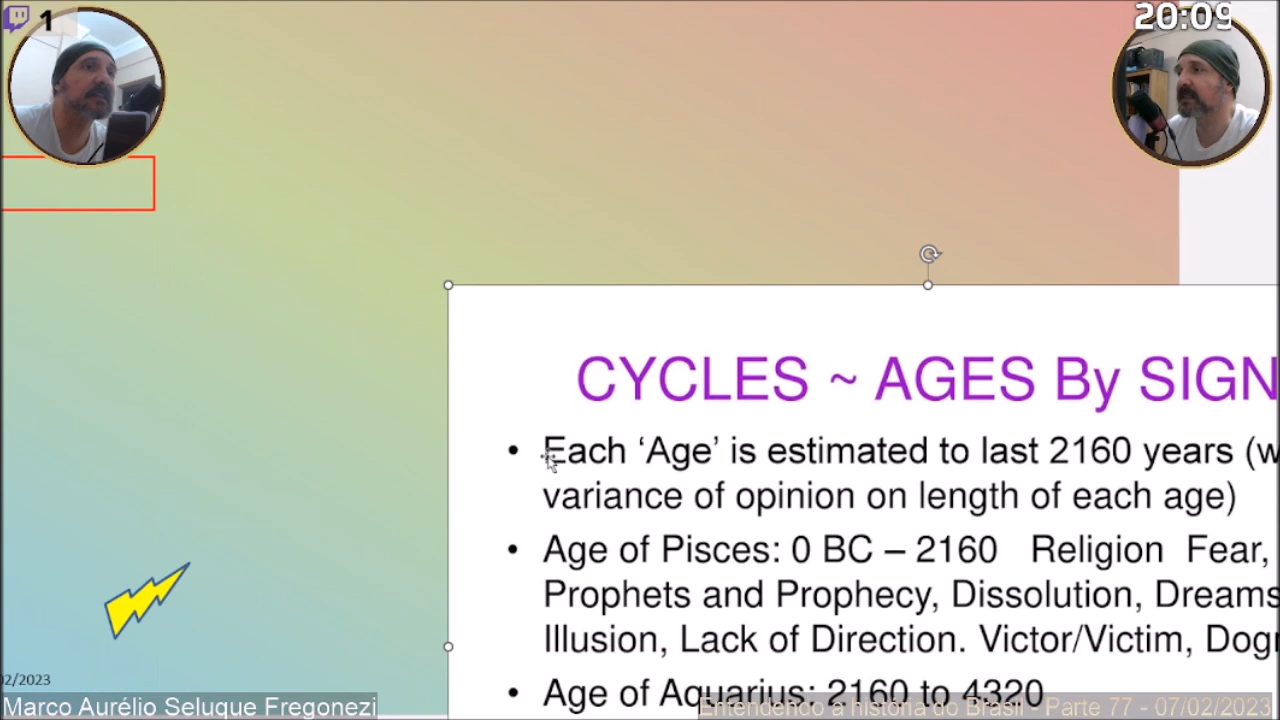 1
20:09
CYCLES ~ AGES By SIGN
• Each ‘Age’ is estimated to last 2160 years (w
variance of opinion on length of each age)
• Age of Pisces: 0 BC – 2160 Religion Fear,
Prophets and Prophecy, Dissolution, Dreams
Illusion, Lack of Direction. Victor/Victim, Dogr
• Age of Aquarius: 2160 to 4320
02/2023
Marco Aurélio Seluque Fregonezi
Entendendo a história do Brasil - Parte 77 - 07/02/2023